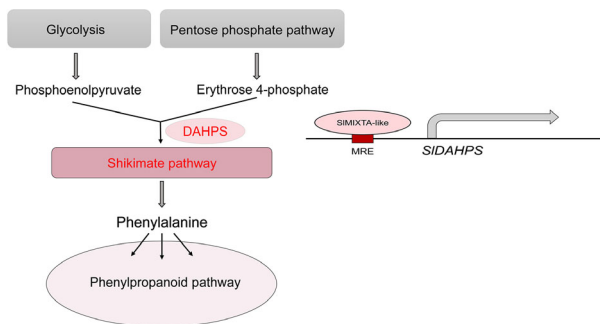 Glycolysis
Pentose phosphate pathway
Phosphoenolpyruvate
Erythrose 4-phosphate
DAHPS
Shikimate pathway
Phenylalanine
Phenylpropanoid pathway
SlMIXTA-like
MRE
SlDAHPS